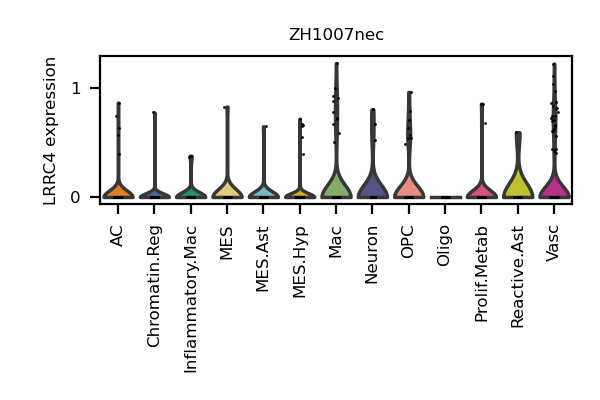 ZH1007nec
LRRC4 expression
1
0
AC
Chromatin.Reg
Inflammatory.Mac
MES
MES.Ast
MES.Hyp
Mac
Neuron
OPC
Oligo
Prolif.Metab
Reactive.Ast
Vasc